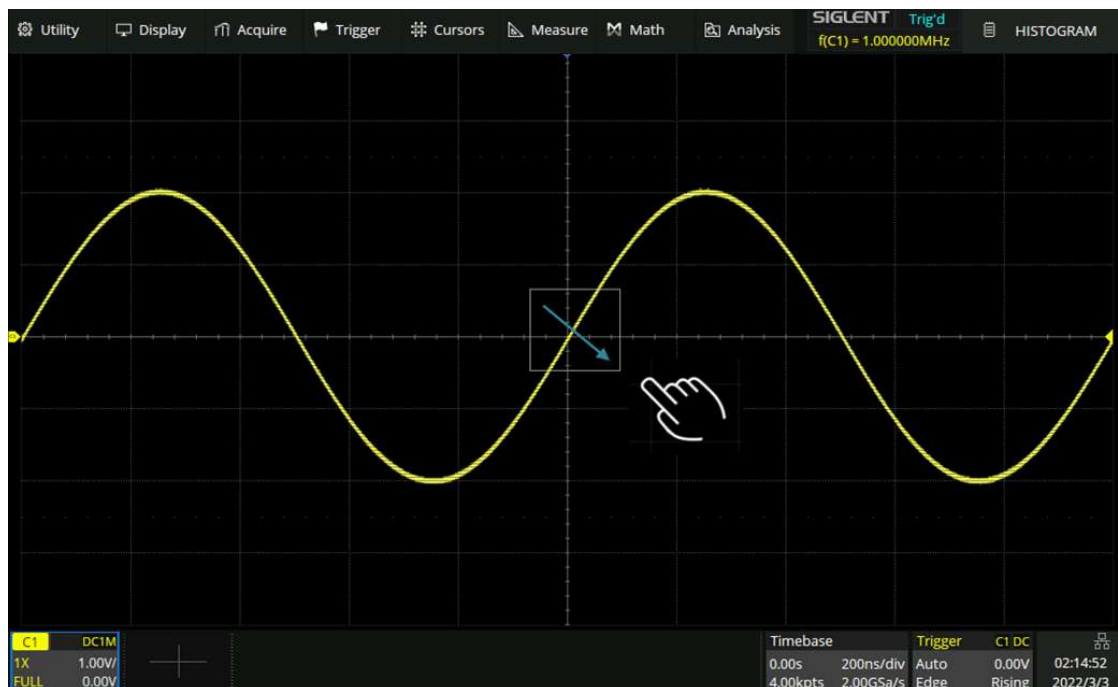 Utility Display Acquire Trigger Cursors Measure Math Analysis SIGLENT Trig'd HISTOGRAM
f(C1) = 1.000000MHz
C1 DC1M Timebase Trigger C1 DC
1X 1.00V/ 0.00s 200ns/div Auto 0.00V 02:14:52
FULL 0.00V 4.00kpts 2.00GSa/s Edge Rising 2022/3/3